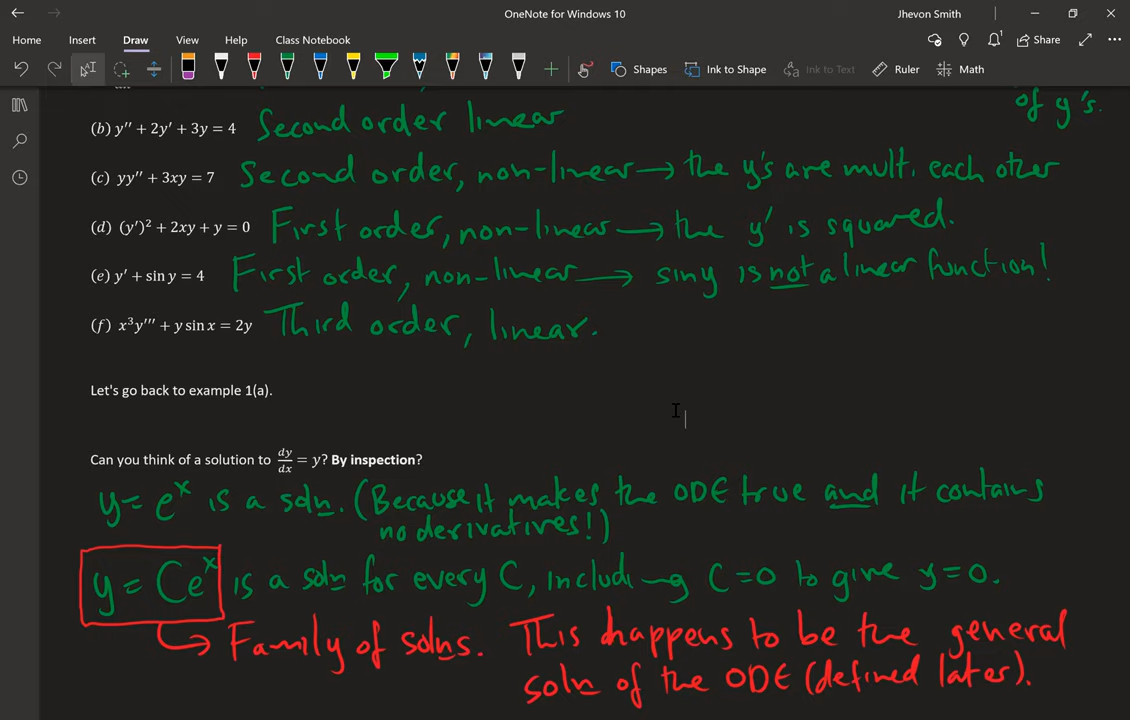 OneNote for Windows 10
Jhevon Smith
Home Insert Draw View Help Class Notebook
Share
Shapes Ink to Shape Ink to Text Ruler Math
dx
of y's.
(b) y′′ + 2y′ + 3y = 4 Second order linear
(c) yy′′ + 3xy = 7 Second order, non-linear → the y's are mult. each other
(d) (y′)² + 2xy + y = 0 First order, non-linear → the y′ is squared.
(e) y′ + sin y = 4 First order, non-linear → siny is not a linear function!
(f) x³y′′′ + y sin x = 2y Third order, linear.
Let's go back to example 1(a).
Can you think of a solution to dy/dx = y? By inspection?
y = eˣ is a soln. (Because it makes the ODE true and it contains
no derivatives!)
y = Ceˣ is a soln for every C, including C=0 to give y=0.
→ Family of solns. This happens to be the general
soln of the ODE (defined later).